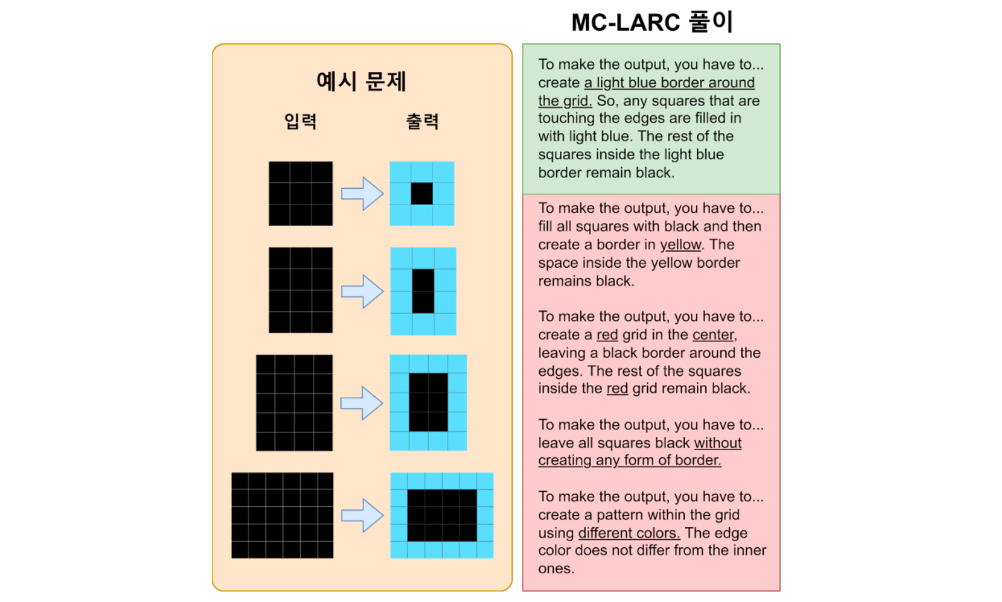 MC-LARC 풀이
예시 문제
입력
출력
To make the output, you have to...
create a light blue border around
the grid. So, any squares that are
touching the edges are filled in
with light blue. The rest of the
squares inside the light blue
border remain black.
To make the output, you have to...
fill all squares with black and then
create a border in yellow. The
space inside the yellow border
remains black.
To make the output, you have to...
create a red grid in the center,
leaving a black border around the
edges. The rest of the squares
inside the red grid remain black.
To make the output, you have to...
leave all squares black without
creating any form of border.
To make the output, you have to...
create a pattern within the grid
using different colors. The edge
color does not differ from the inner
ones.